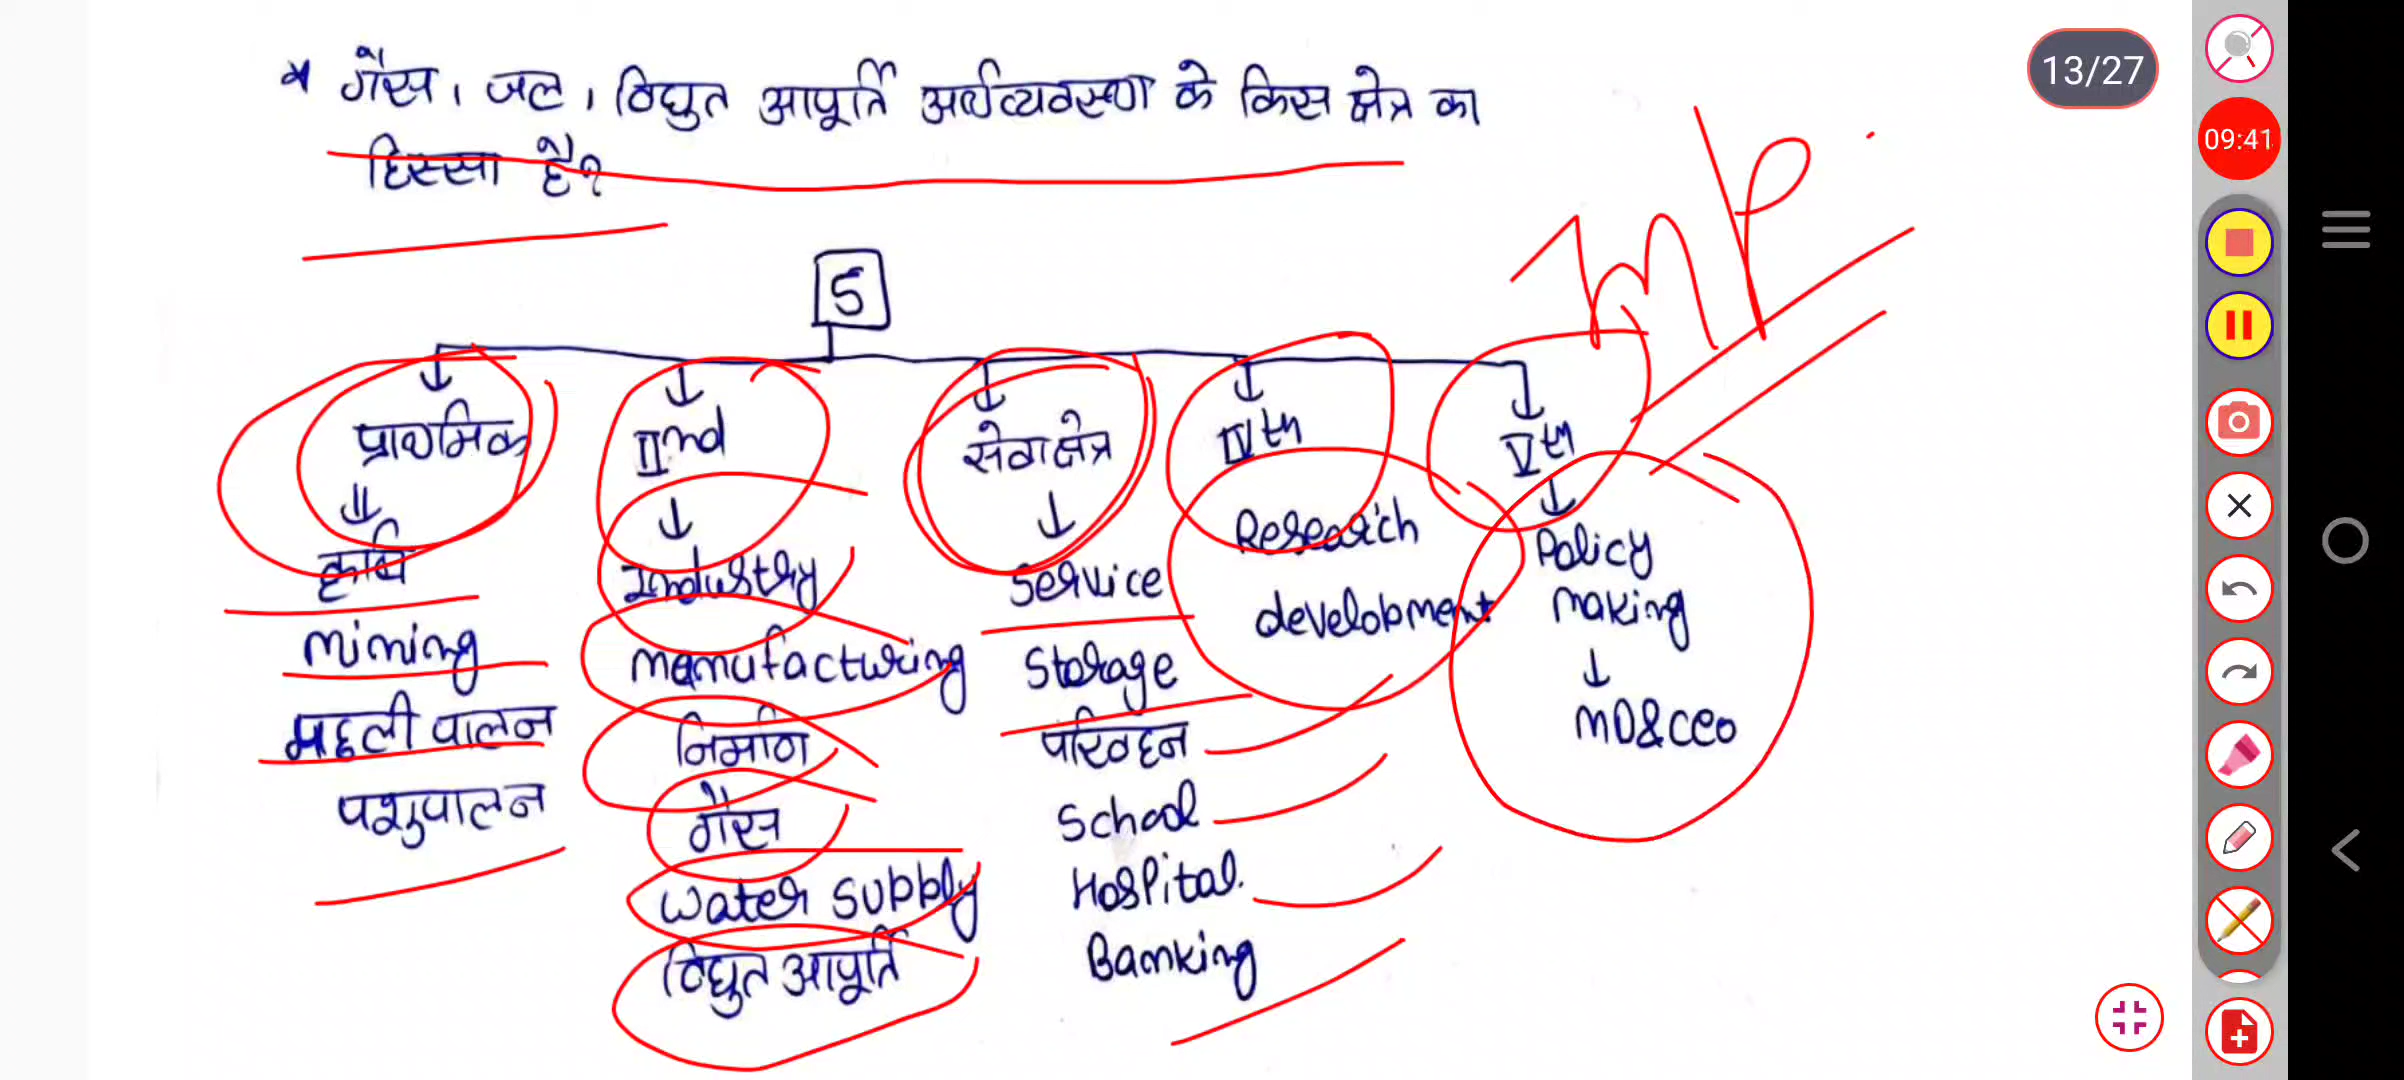 * गैस, जल, विद्युत आपूर्ति अर्थव्यवस्था के किस क्षेत्र का
हिस्सा है?
13/27
09:41
IMP.
5
प्राथमिक
कृषि
Mining
मछली पालन
पशुपालन
IInd
Industry
Manufacturing
निर्माण
गैस
Water Supply
विद्युत आपूर्ति
सेवा क्षेत्र
Service
Storage
परिवहन
School
Hospital.
Banking
IVth
Research
development
Vth
Policy
making
MD&CEO